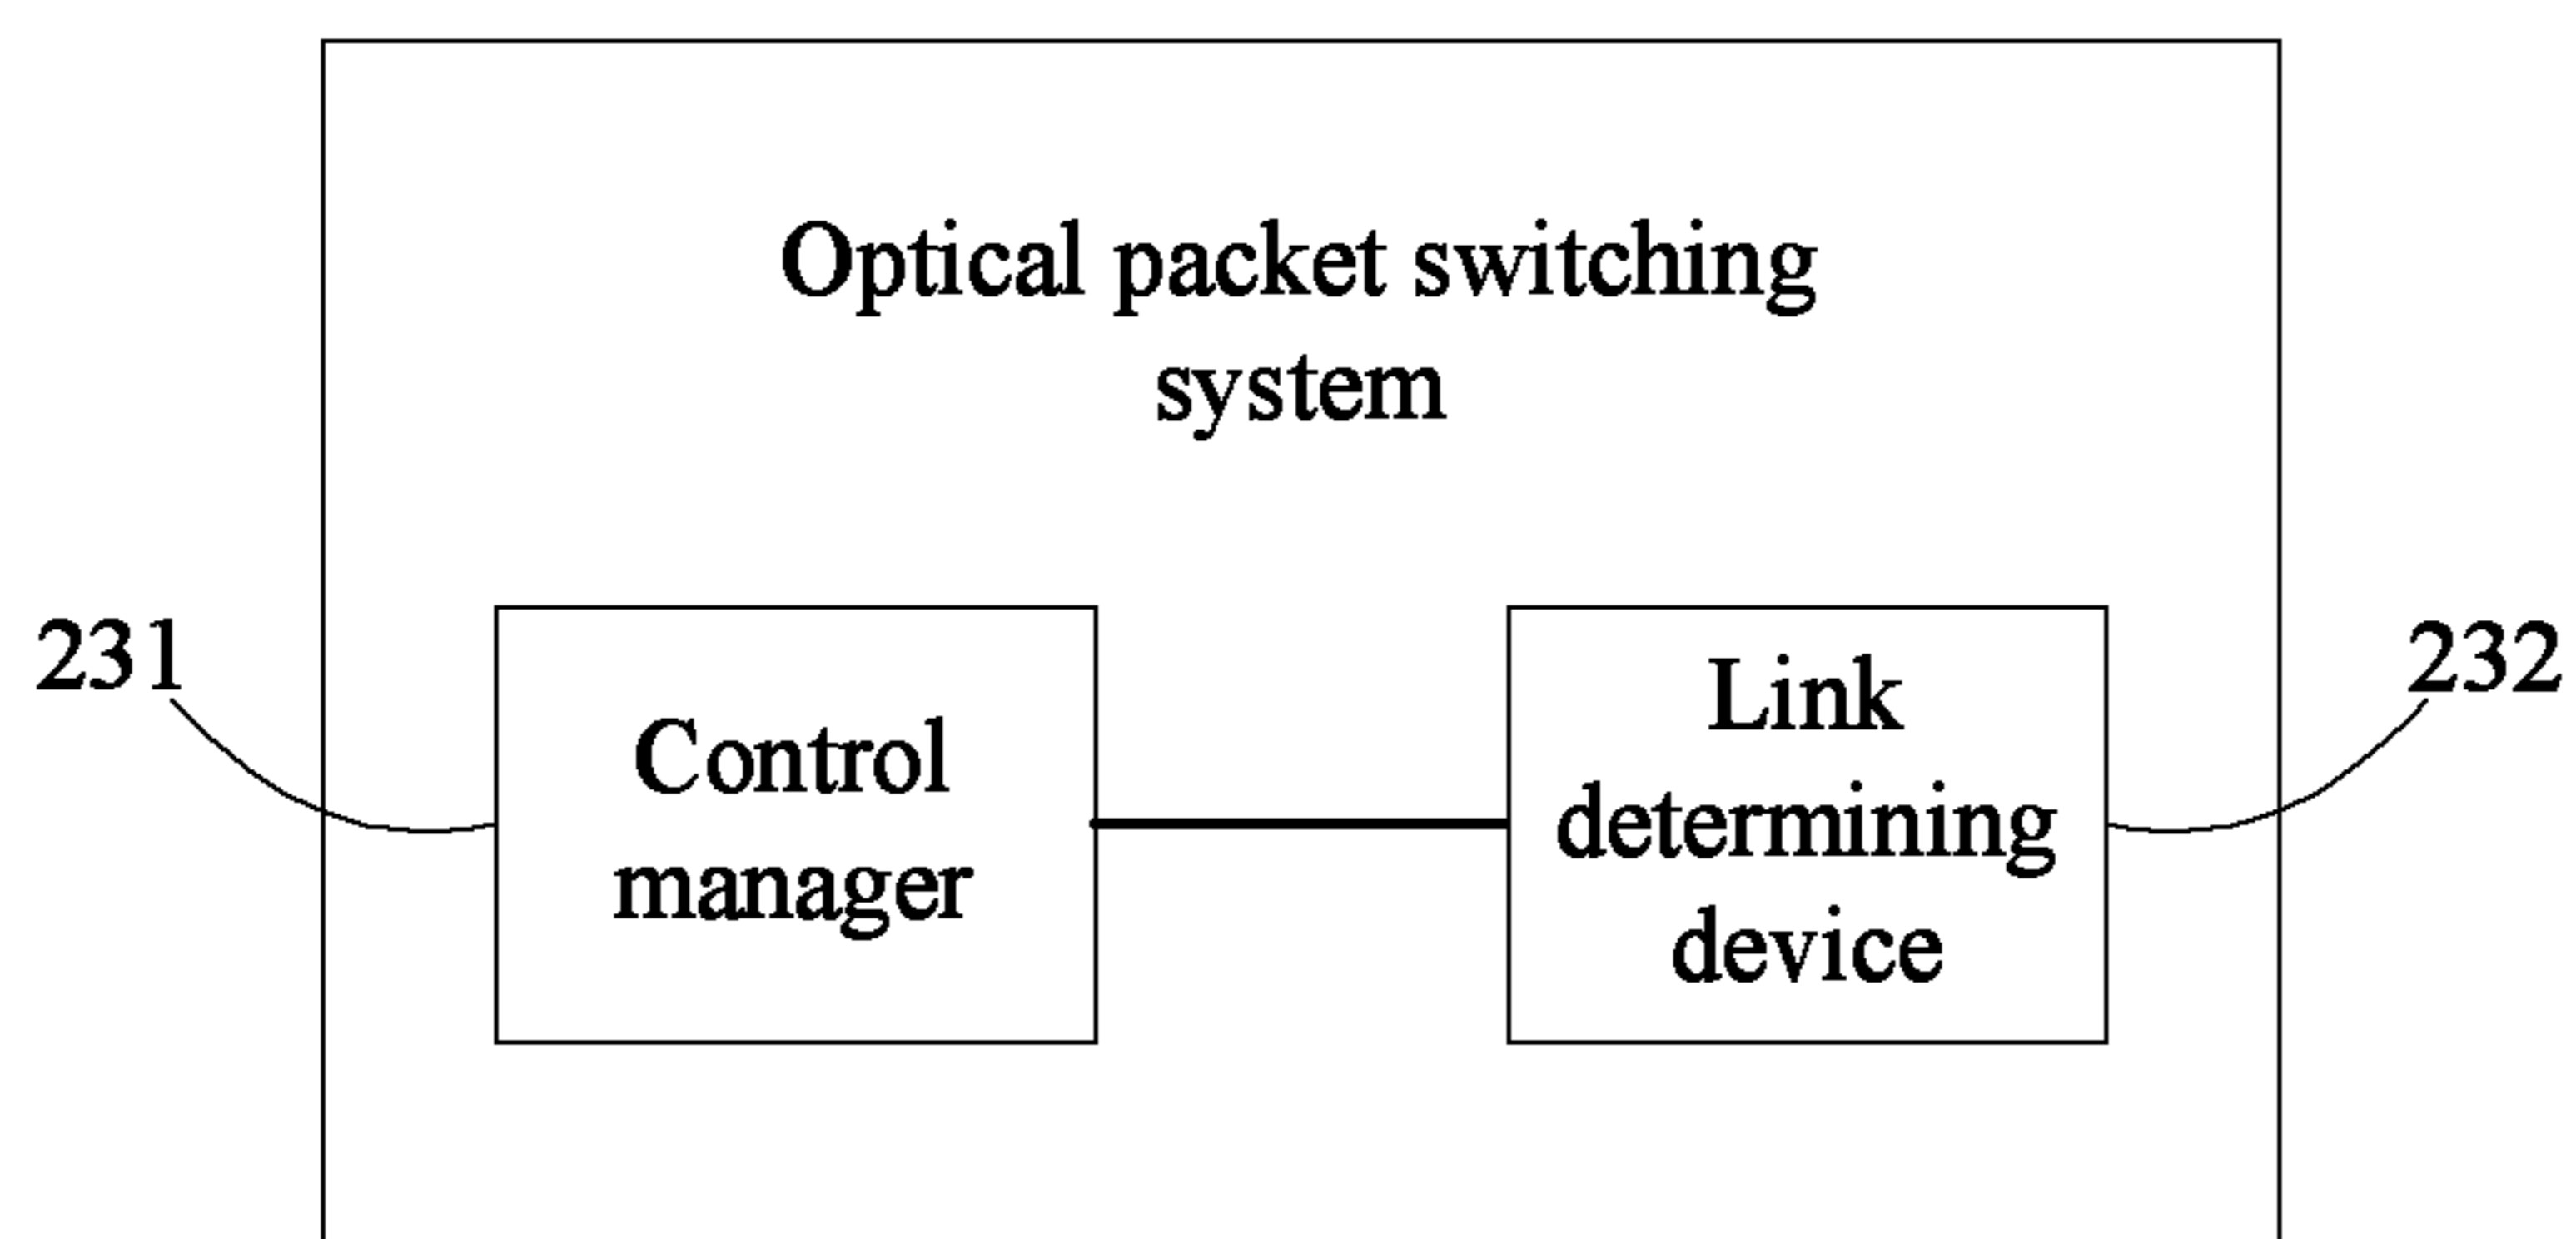 Optical packet switching
system
231
Control
manager
Link
determining
device
232